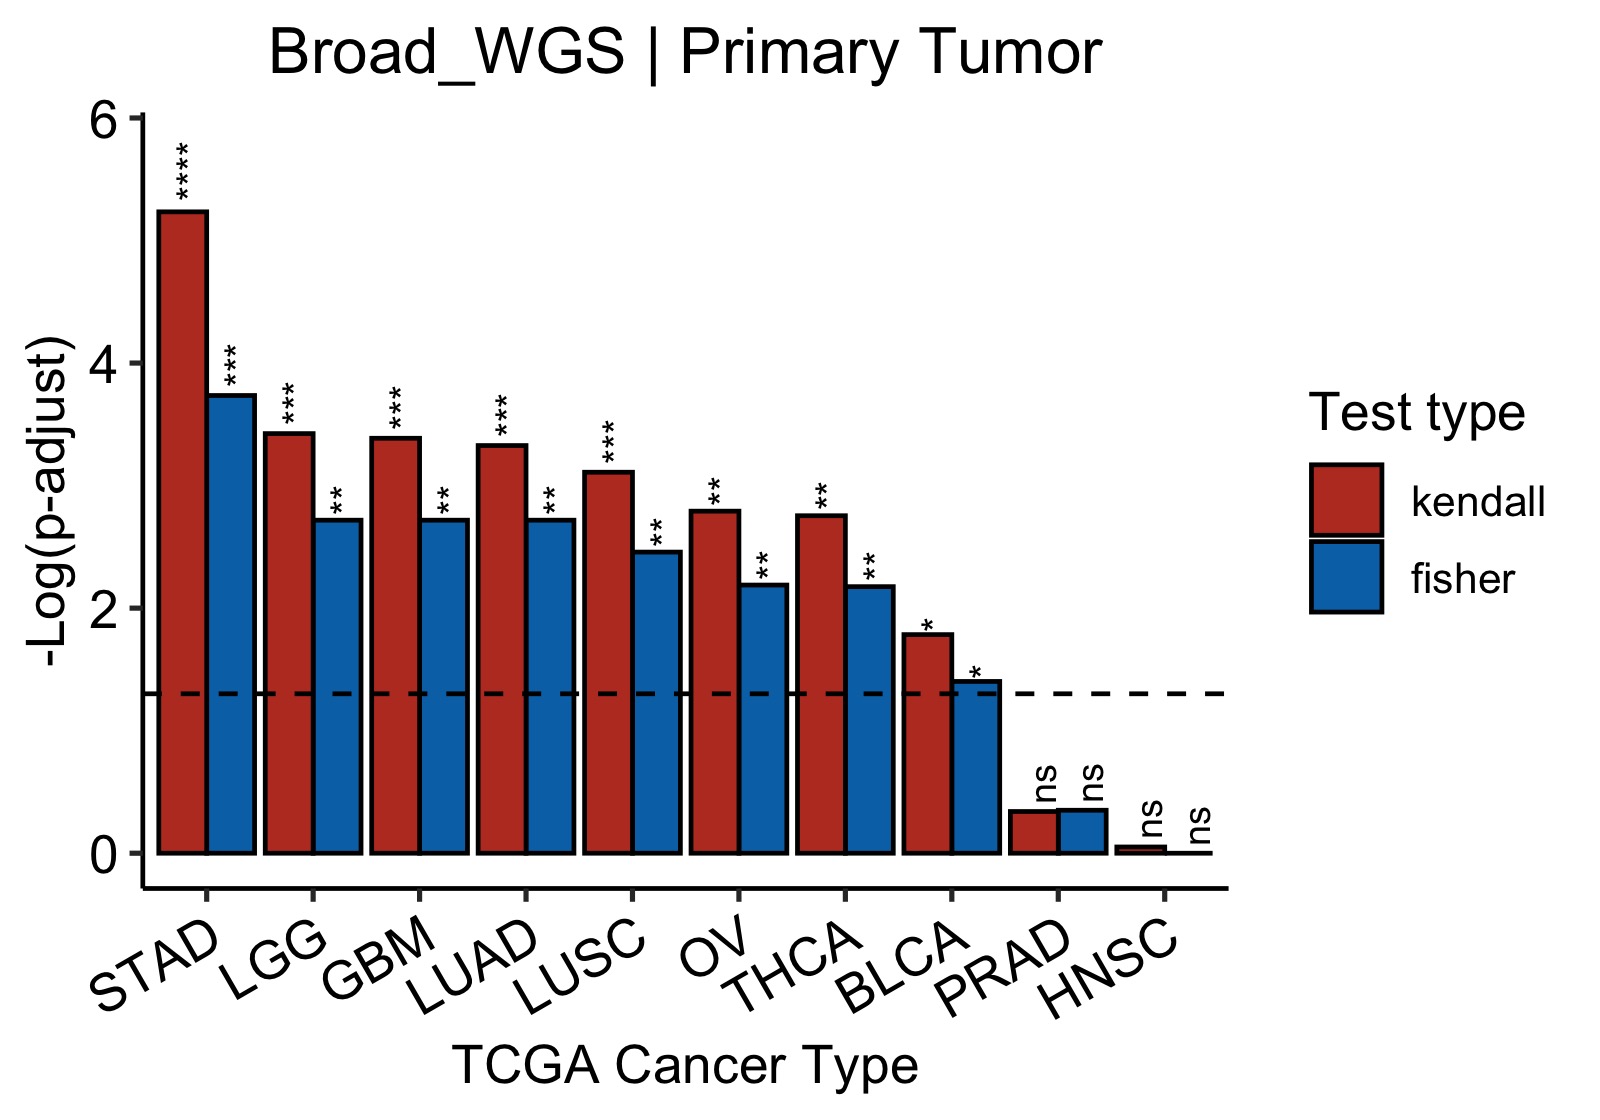 Broad_WGS | Primary Tumor
-Log(p-adjust)
6
4
2
0
****
***
***
**
***
**
***
**
***
**
**
**
**
**
*
*
ns
ns
ns
ns
STAD
LGG
GBM
LUAD
LUSC
OV
THCA
BLCA
PRAD
HNSC
TCGA Cancer Type
Test type
kendall
fisher